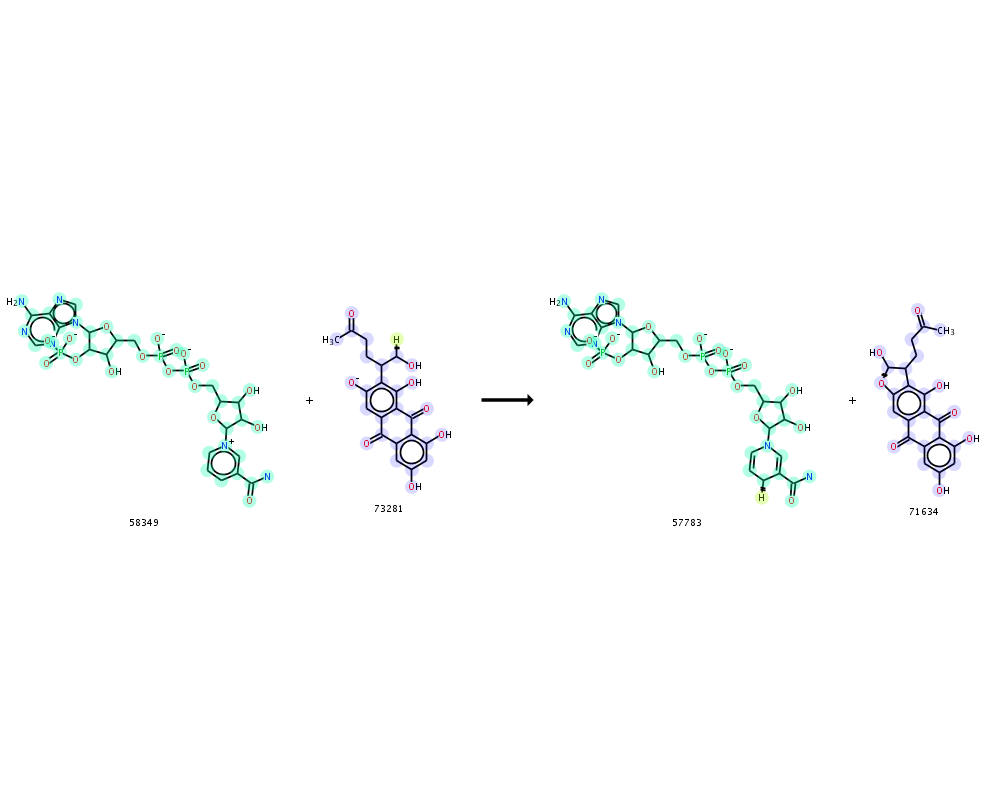 H2N N N N N O- O- P O O O OH O- P O O O- P O O O OH OH N+ N O
58349
+
O H3C H OH O- OH O O OH OH
73281
H2N N N N N O- O- P O O O OH O- P O O O- P O O O OH OH N H N O
57783
+
O CH3 HO O OH O O OH OH
71634